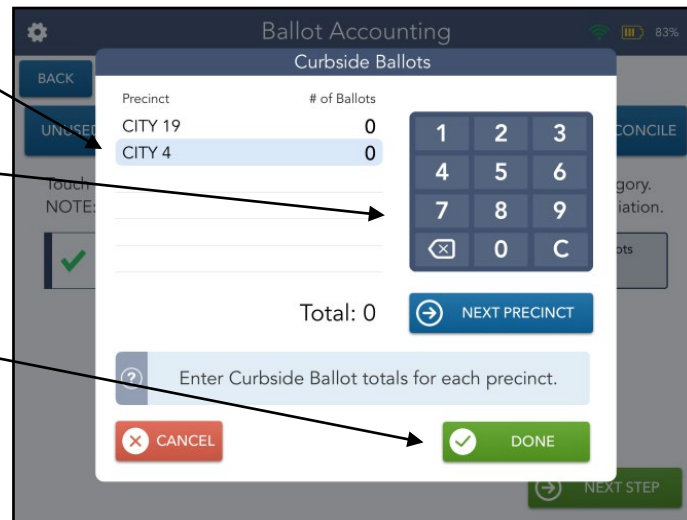 Ballot Accounting
83%
Curbside Ballots
BACK
Precinct # of Ballots
CITY 19 0
CITY 4 0
1 2 3
4 5 6
7 8 9
0 C
CONCILE
Touch
gory.
NOTE:
iation.
Total: 0
NEXT PRECINCT
? Enter Curbside Ballot totals for each precinct.
CANCEL
DONE
NEXT STEP